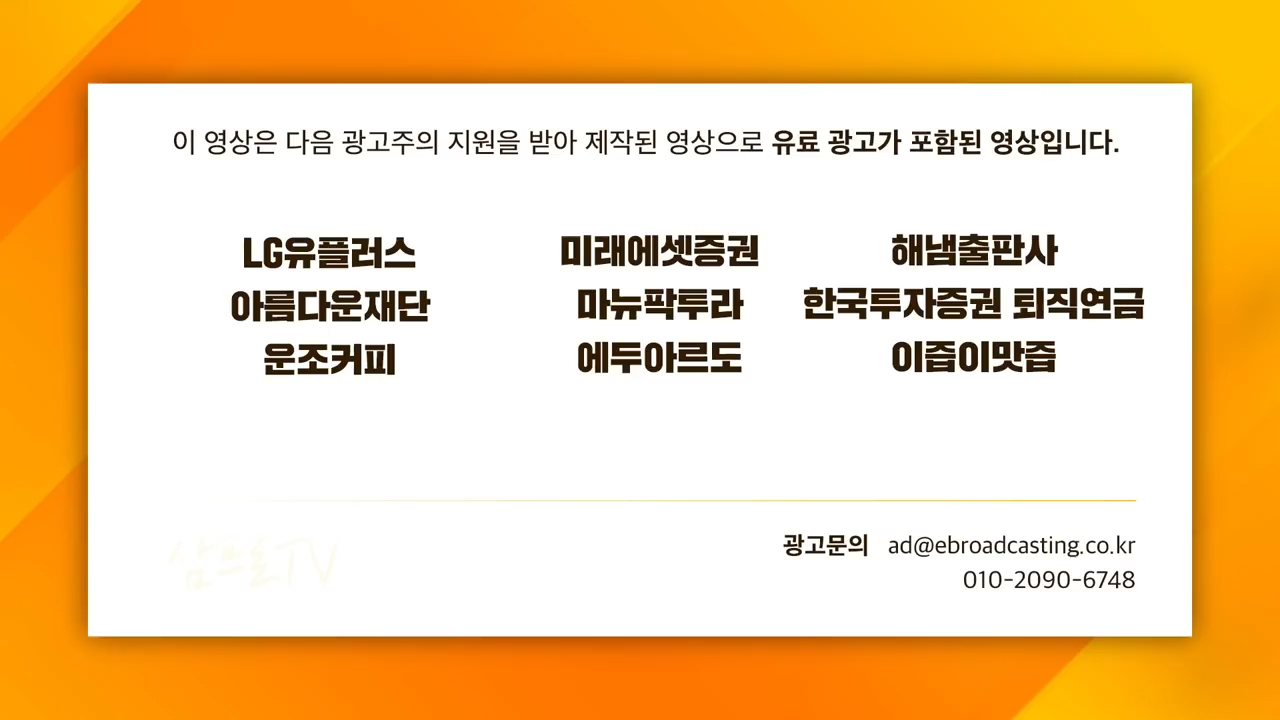 이 영상은 다음 광고주의 지원을 받아 제작된 영상으로 유료 광고가 포함된 영상입니다.
LG유플러스 미래에셋증권 해냄출판사
아름다운재단 마뉴팍투라 한국투자증권 퇴직연금
운조커피 에두아르도 이즙이맛즙
삼프로TV
광고문의 ad@ebroadcasting.co.kr
010-2090-6748